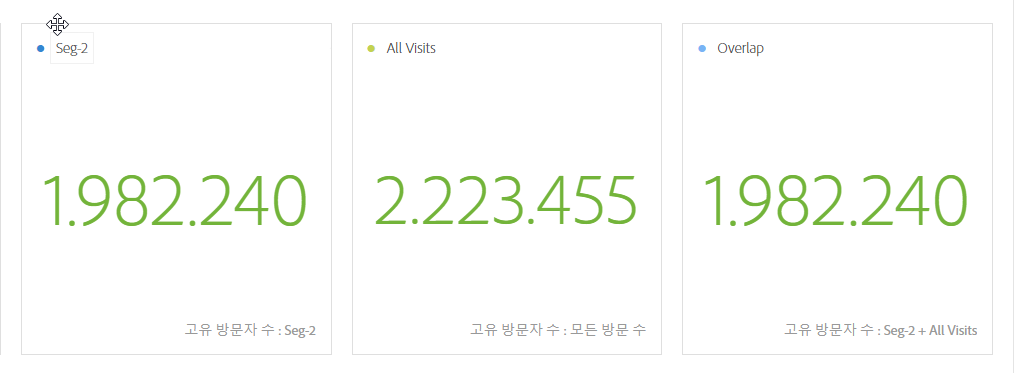 Seg-2
1.982.240
고유 방문자 수 : Seg-2
All Visits
2.223.455
고유 방문자 수 : 모든 방문 수
Overlap
1.982.240
고유 방문자 수 : Seg-2 + All Visits